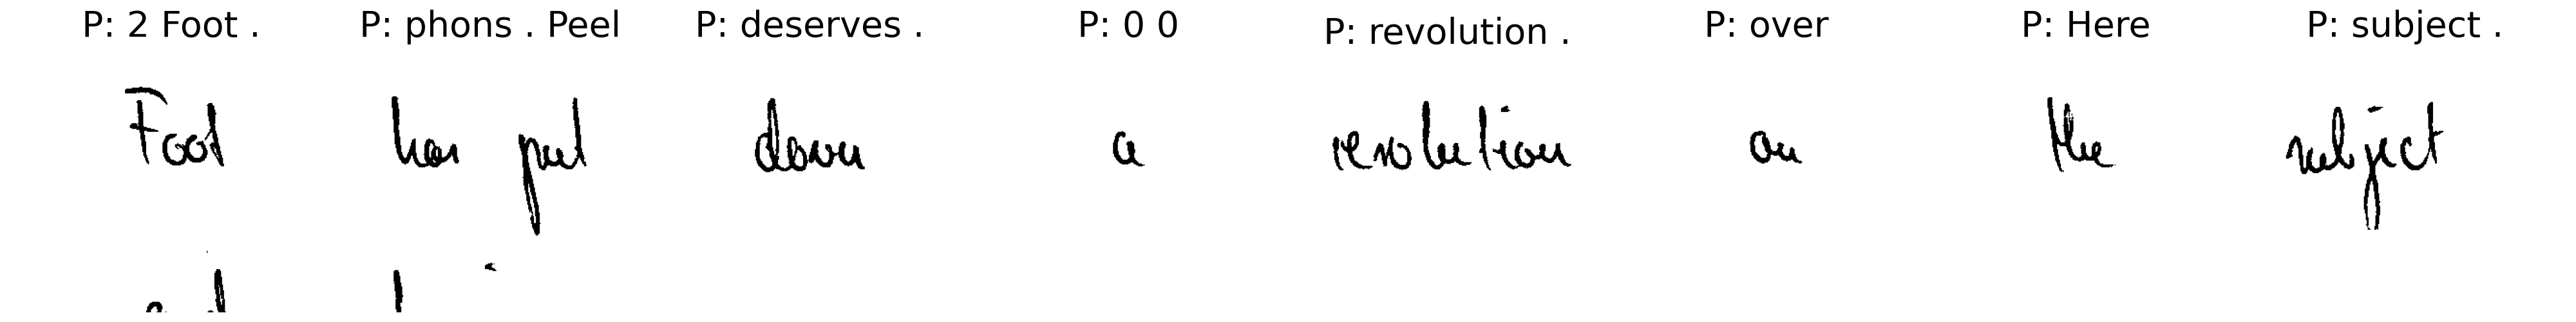 P: 2 Foot . P: phons . Peel P: deserves . P: 0 0 P: revolution . P: over P: Here P: subject .
Foot has put down a revolution on the subject